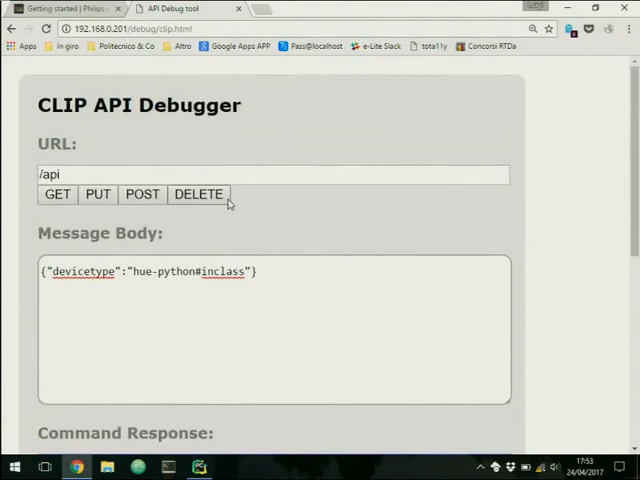 Getting started | Philips
API Debug tool
192.168.0.201/debug/clip.html
Apps
In giro
Politecnico & Co
Altro
Google Apps APP
Pass@localhost
e-Lite Slack
tota11y
Concorsi RTDa
CLIP API Debugger
URL:
/api
GET PUT POST DELETE
Message Body:
{"devicetype":"hue-python#inclass"}
Command Response:
17:53
24/04/2017